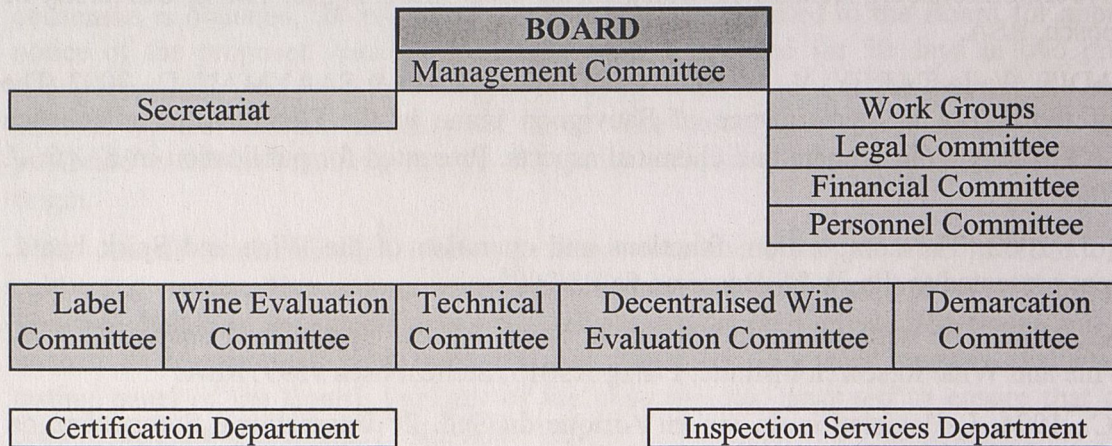 BOARD
Management Committee
Secretariat
Work Groups
Legal Committee
Financial Committee
Personnel Committee
Label Committee
Wine Evaluation Committee
Technical Committee
Decentralised Wine Evaluation Committee
Demarcation Committee
Certification Department
Inspection Services Department